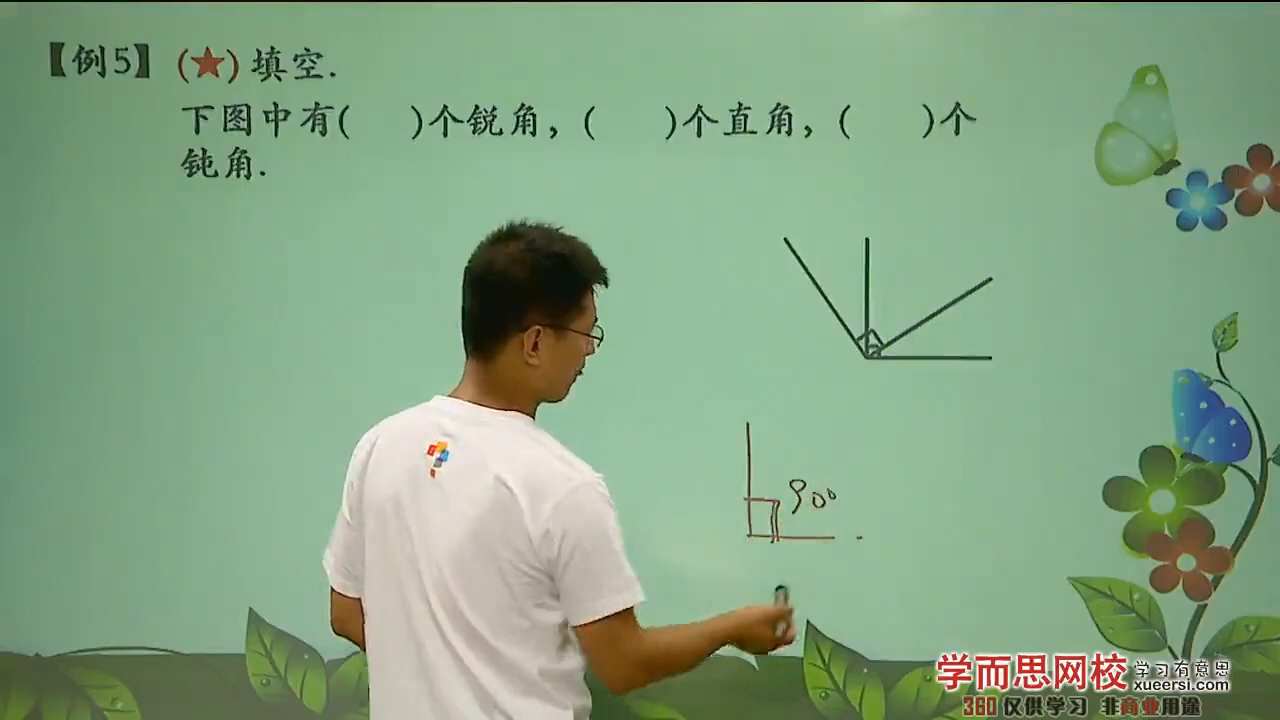 【例5】(★)填空.
下图中有(    )个锐角，(    )个直角，(    )个
钝角.
90°
学而思网校 学习有意思
xueersi.com
360 仅供学习 非商业用途